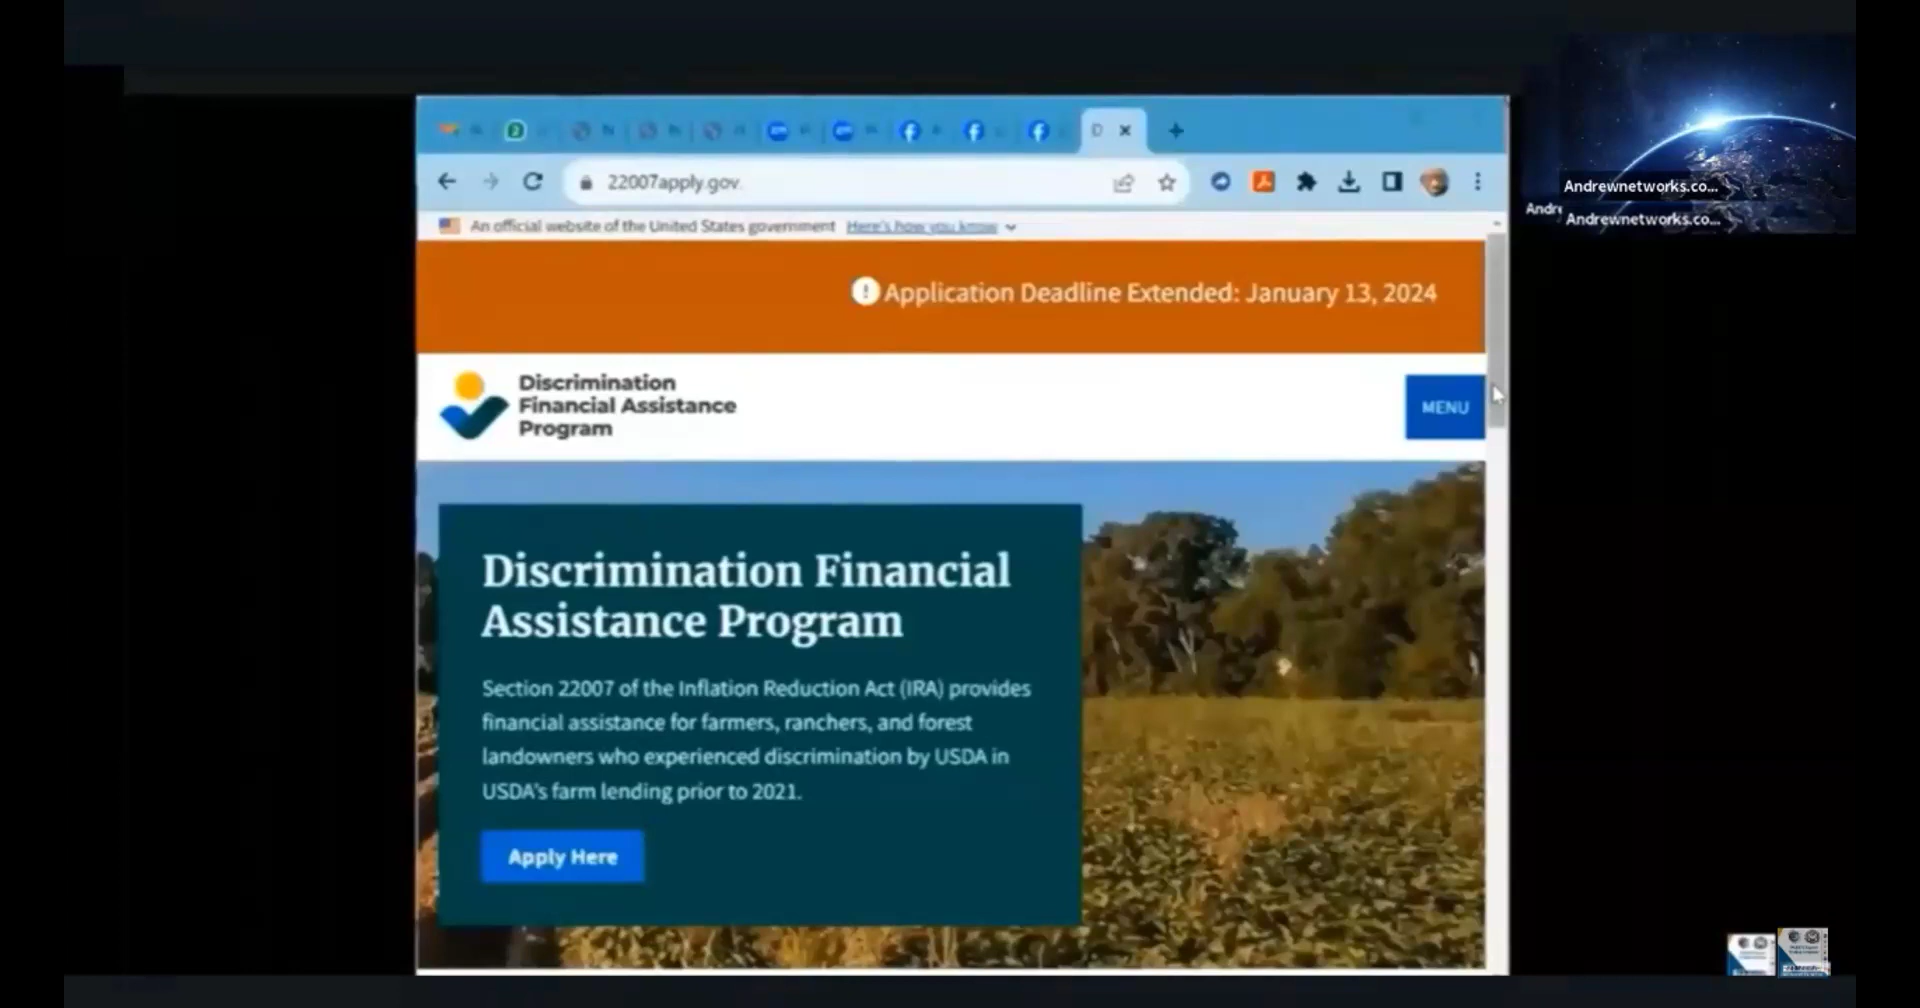 D
22007apply.gov
Andrewnetworks.co...
Andre
Andrewnetworks.co...
An official website of the United States government Here's how you know
Application Deadline Extended: January 13, 2024
Discrimination
Financial Assistance
Program
MENU
Discrimination Financial
Assistance Program
Section 22007 of the Inflation Reduction Act (IRA) provides
financial assistance for farmers, ranchers, and forest
landowners who experienced discrimination by USDA in
USDA's farm lending prior to 2021.
Apply Here